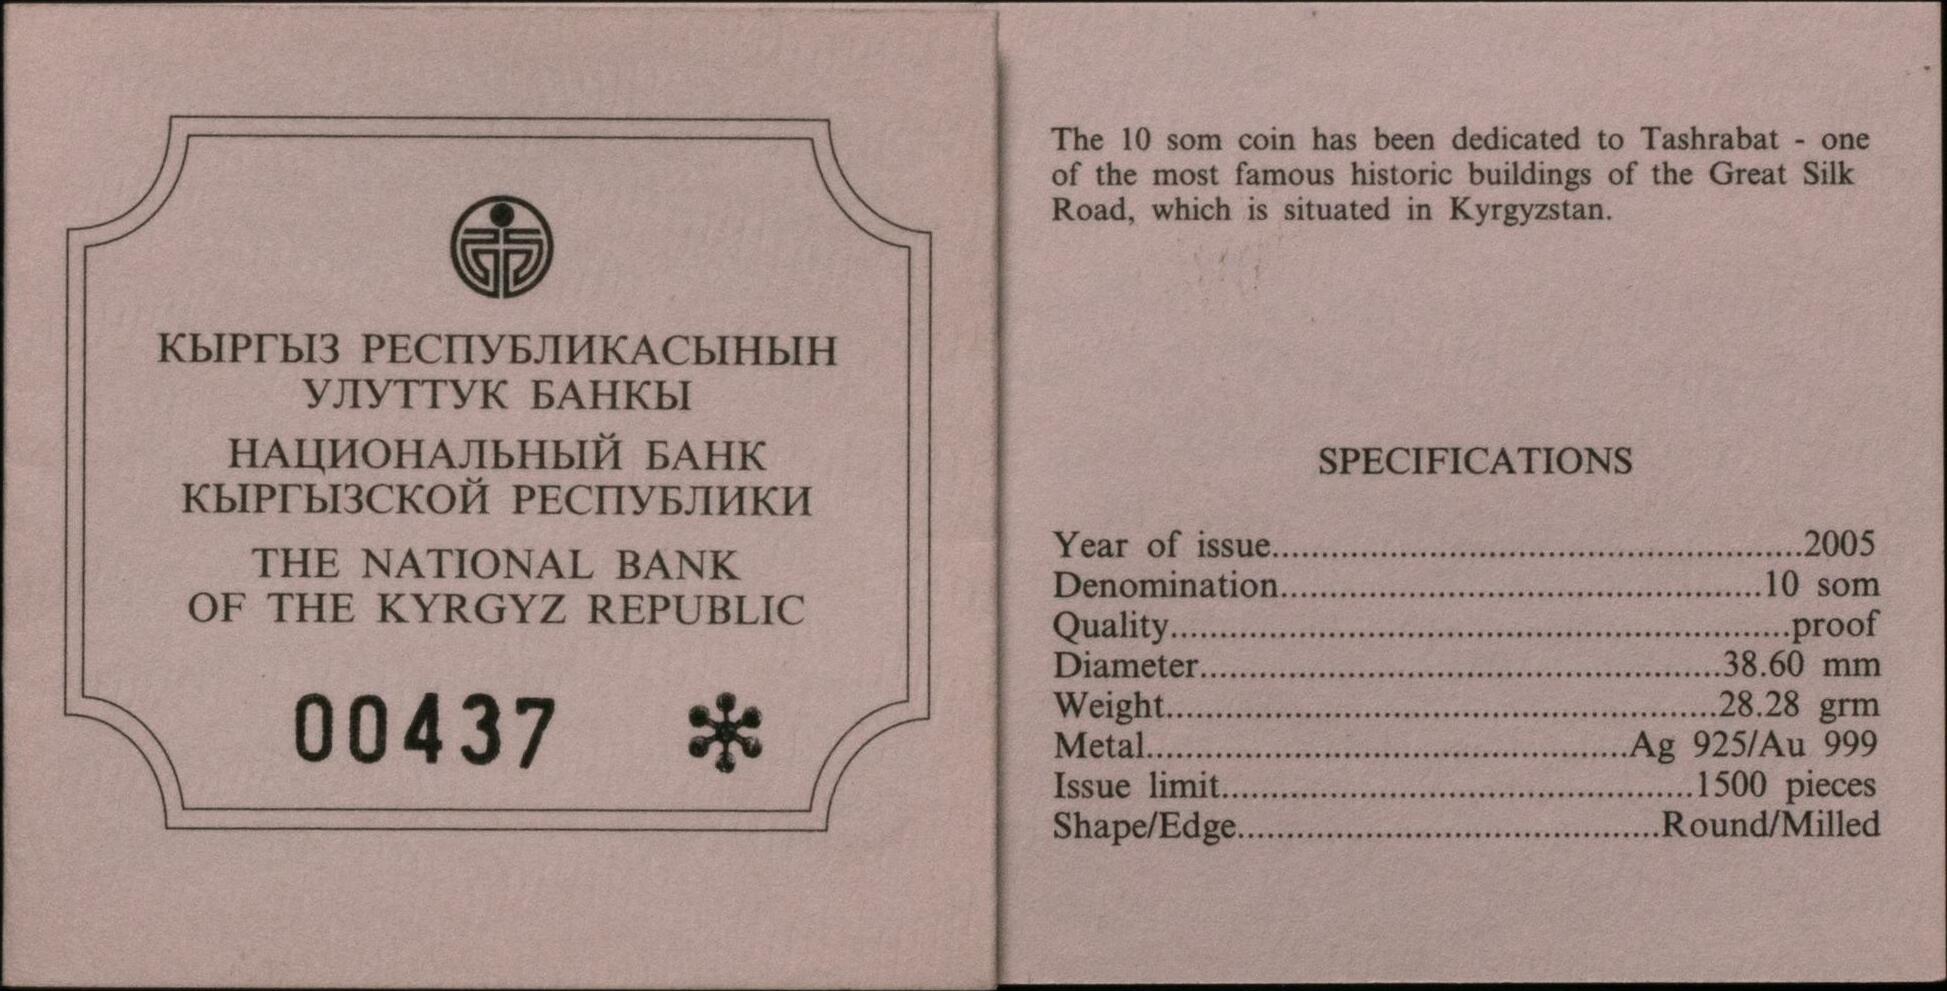 КЫРГЫЗ РЕСПУБЛИКАСЫНЫН
УЛУТТУК БАНКЫ
НАЦИОНАЛЬНЫЙ БАНК
КЫРГЫЗСКОЙ РЕСПУБЛИКИ
THE NATIONAL BANK
OF THE KYRGYZ REPUBLIC
00437 *
The 10 som coin has been dedicated to Tashrabat - one
of the most famous historic buildings of the Great Silk
Road, which is situated in Kyrgyzstan.
SPECIFICATIONS
Year of issue......................................................2005
Denomination.................................................10 som
Quality...............................................................proof
Diameter.....................................................38.60 mm
Weight........................................................28.28 grm
Metal.................................................Ag 925/Au 999
Issue limit................................................1500 pieces
Shape/Edge...........................................Round/Milled